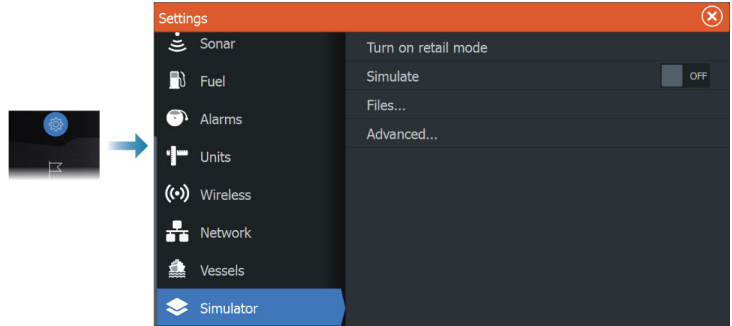 Settings
Sonar
Fuel
Alarms
Units
Wireless
Network
Vessels
Simulator
Turn on retail mode
Simulate OFF
Files...
Advanced...